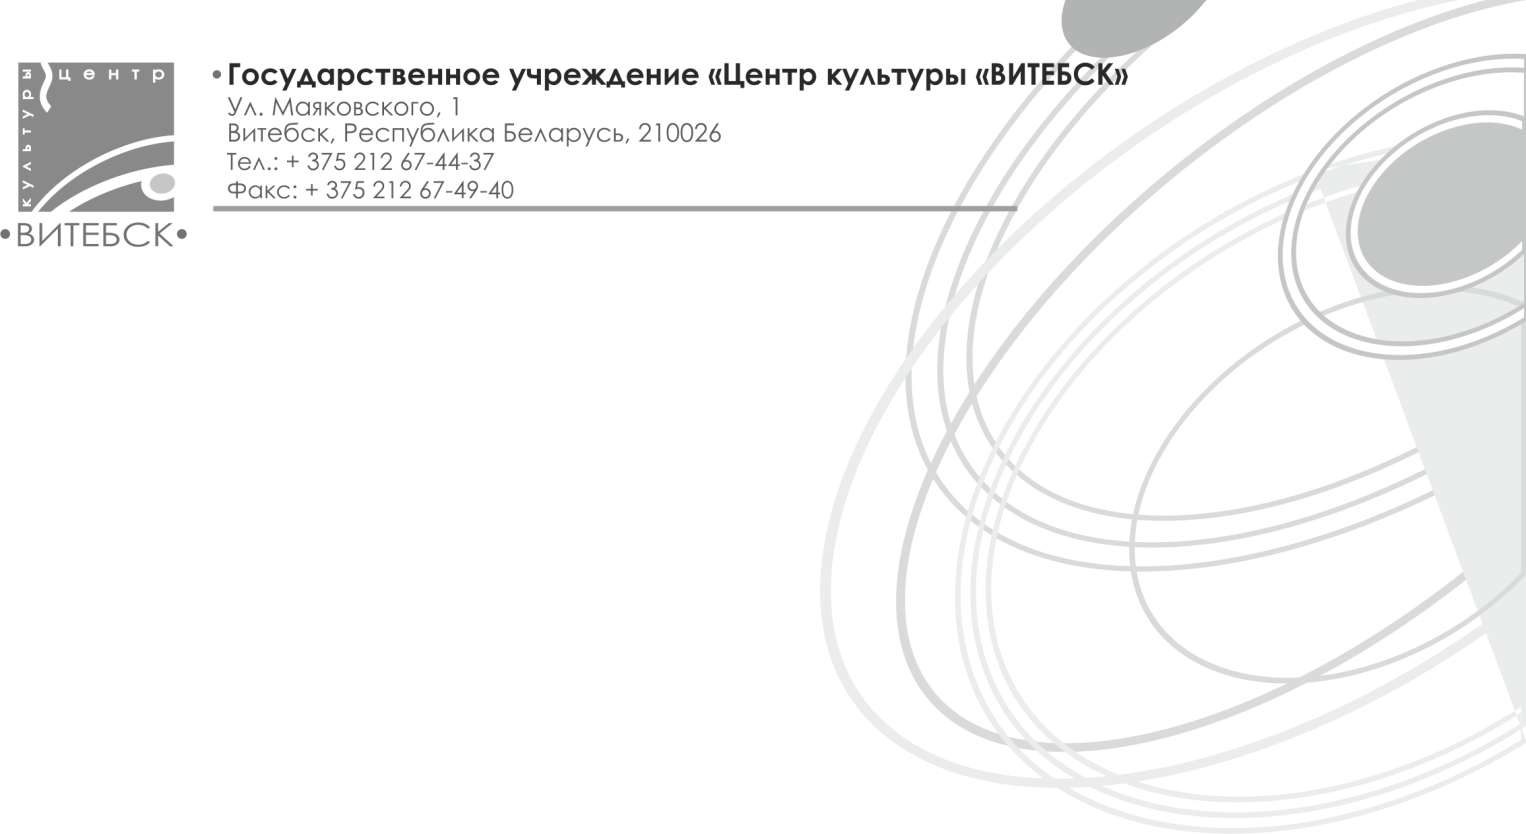 центр
культуры
•ВИТЕБСК•
• Государственное учреждение «Центр культуры «ВИТЕБСК»
Ул. Маяковского, 1
Витебск, Республика Беларусь, 210026
Тел.: + 375 212 67-44-37
Факс: + 375 212 67-49-40